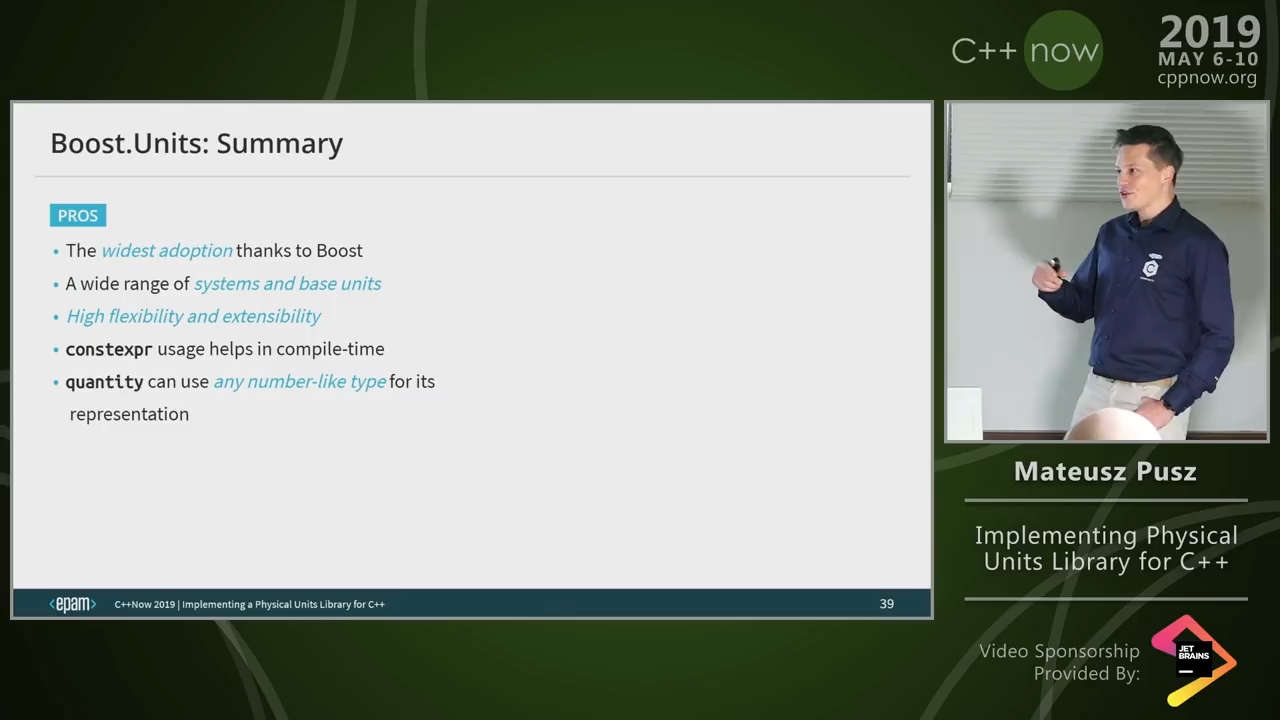 C++ now
2019
MAY 6-10
cppnow.org
Boost.Units: Summary
PROS
• The widest adoption thanks to Boost
• A wide range of systems and base units
• High flexibility and extensibility
• constexpr usage helps in compile-time
• quantity can use any number-like type for its
representation
<epam> C++Now 2019 | Implementing a Physical Units Library for C++ 39
Mateusz Pusz
Implementing Physical
Units Library for C++
Video Sponsorship
Provided By:
JET
BRAINS